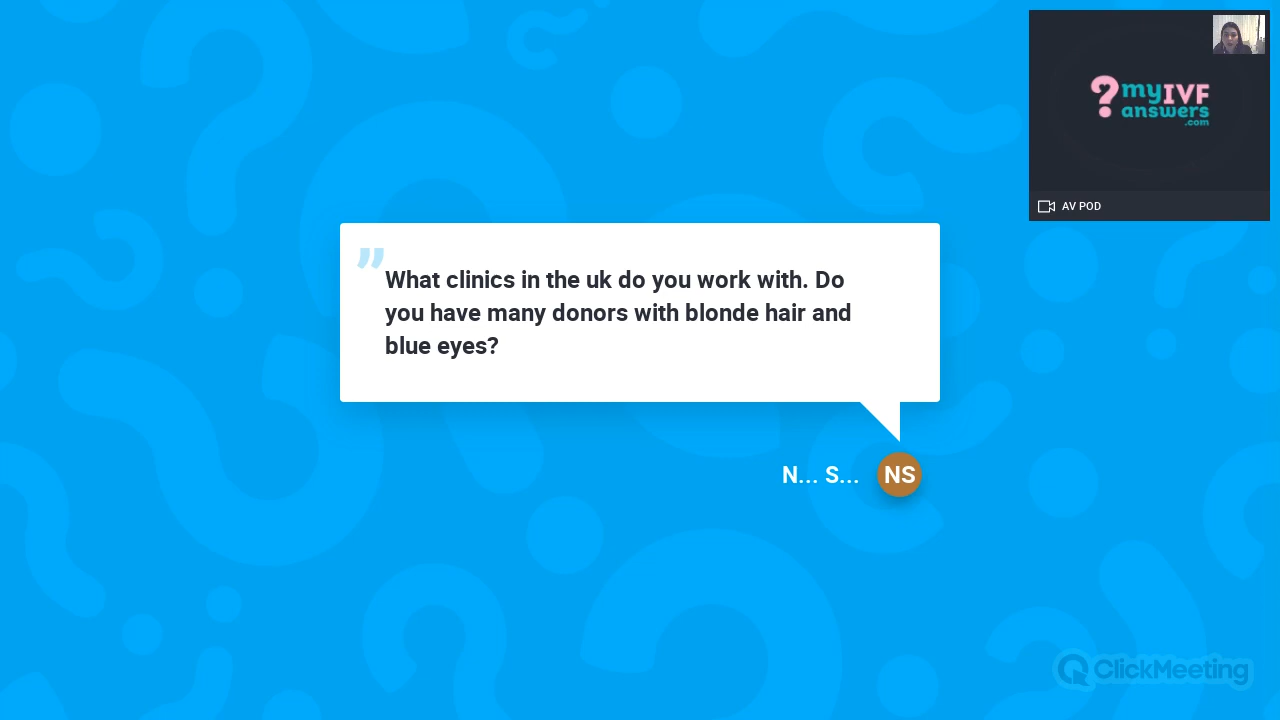 ?myIVF
answers
.com
AV POD
”
What clinics in the uk do you work with. Do
you have many donors with blonde hair and
blue eyes?
N... S... NS
ClickMeeting